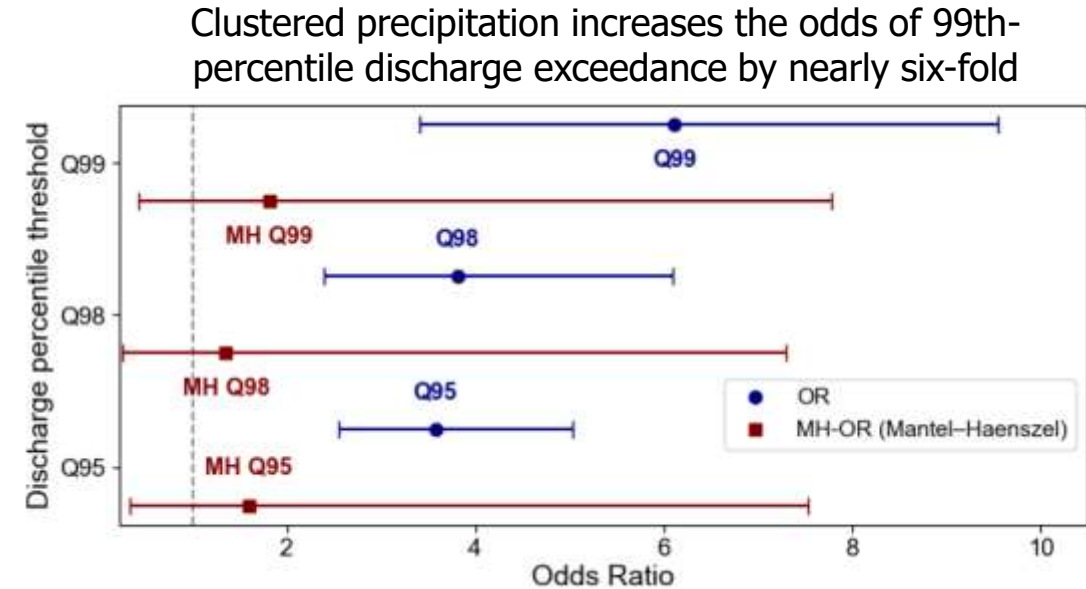 Clustered precipitation increases the odds of 99th-
percentile discharge exceedance by nearly six-fold
Discharge percentile threshold
Q99
Q99
MH Q99
Q98
Q98
MH Q98
Q95
OR
MH-OR (Mantel–Haenszel)
Q95
MH Q95
2
4
6
8
10
Odds Ratio